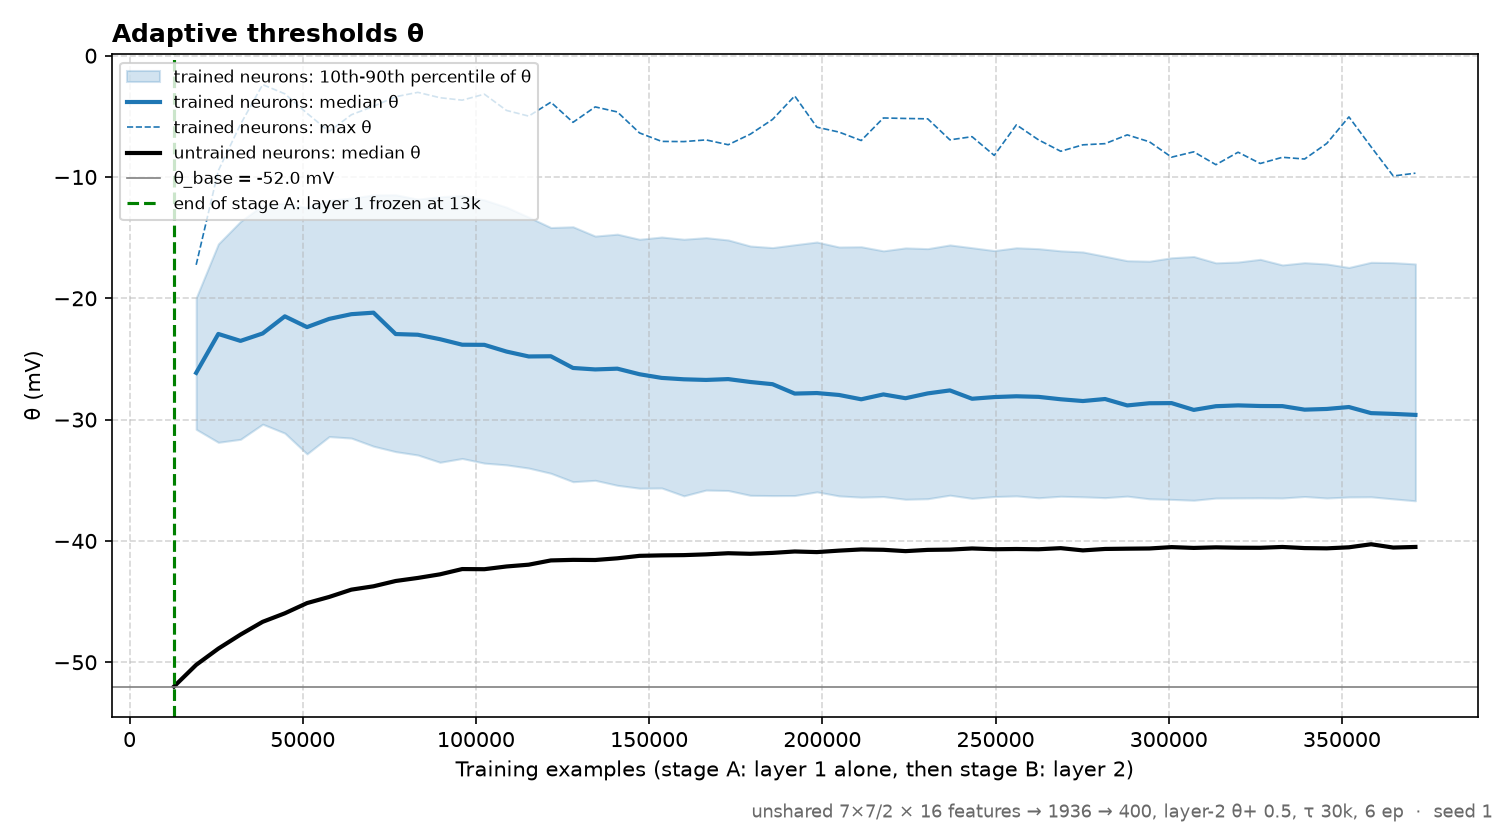 Adaptive thresholds θ
trained neurons: 10th-90th percentile of θ
trained neurons: median θ
trained neurons: max θ
untrained neurons: median θ
θ_base = -52.0 mV
end of stage A: layer 1 frozen at 13k
0
−10
−20
−30
−40
−50
θ (mV)
0
50000
100000
150000
200000
250000
300000
350000
Training examples (stage A: layer 1 alone, then stage B: layer 2)
unshared 7×7/2 × 16 features → 1936 → 400, layer-2 θ+ 0.5, τ 30k, 6 ep · seed 1